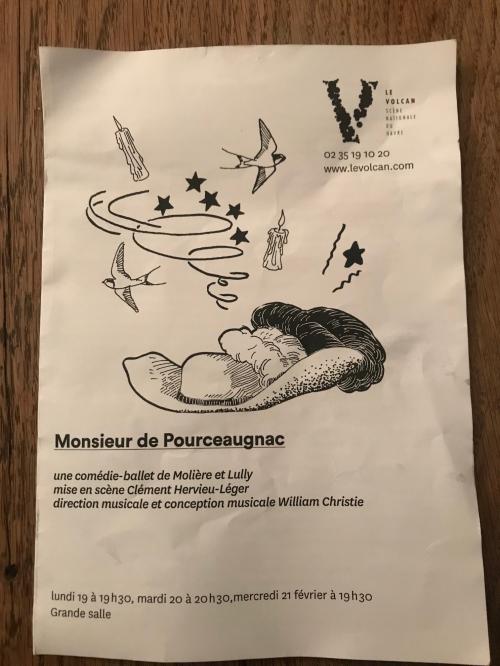 LE
VOLCAN
SCÈNE
NATIONALE
DU
HAVRE
02 35 19 10 20
www.levolcan.com
Monsieur de Pourceaugnac
une comédie-ballet de Molière et Lully
mise en scène Clément Hervieu-Léger
direction musicale et conception musicale William Christie
lundi 19 à 19h30, mardi 20 à 20h30,mercredi 21 février à 19h30
Grande salle